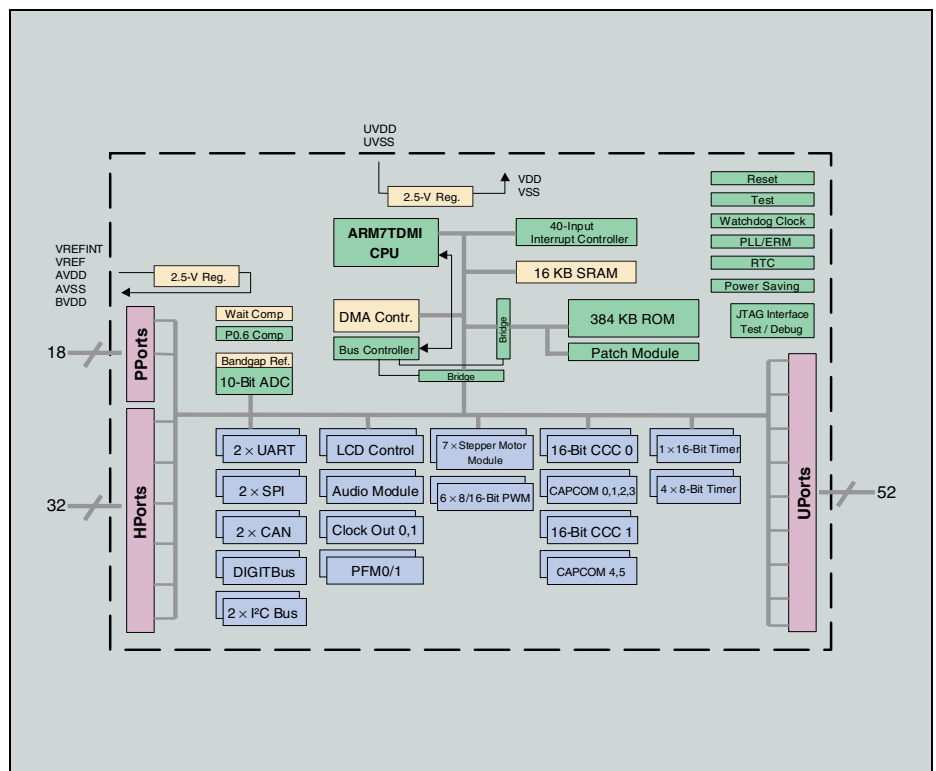 UVDD
UVSS
2.5-V Reg.
VDD
VSS
Reset
Test
Watchdog Clock
PLL/ERM
RTC
Power Saving
JTAG Interface
Test / Debug
ARM7TDMI
CPU
40-Input
Interrupt Controller
16 KB SRAM
DMA Contr.
Bus Controller
Bridge
Bridge
384 KB ROM
Patch Module
VREFINT
VREF
AVDD
AVSS
BVDD
2.5-V Reg.
Wait Comp
P0.6 Comp
Bandgap Ref.
10-Bit ADC
PPorts
18
HPorts
32
UPorts
52
2 × UART
2 × SPI
2 × CAN
DIGITBus
2 × I²C Bus
LCD Control
Audio Module
Clock Out 0,1
PFM0/1
7 × Stepper Motor
Module
6 × 8/16-Bit PWM
16-Bit CCC 0
CAPCOM 0,1,2,3
16-Bit CCC 1
CAPCOM 4,5
1 × 16-Bit Timer
4 × 8-Bit Timer